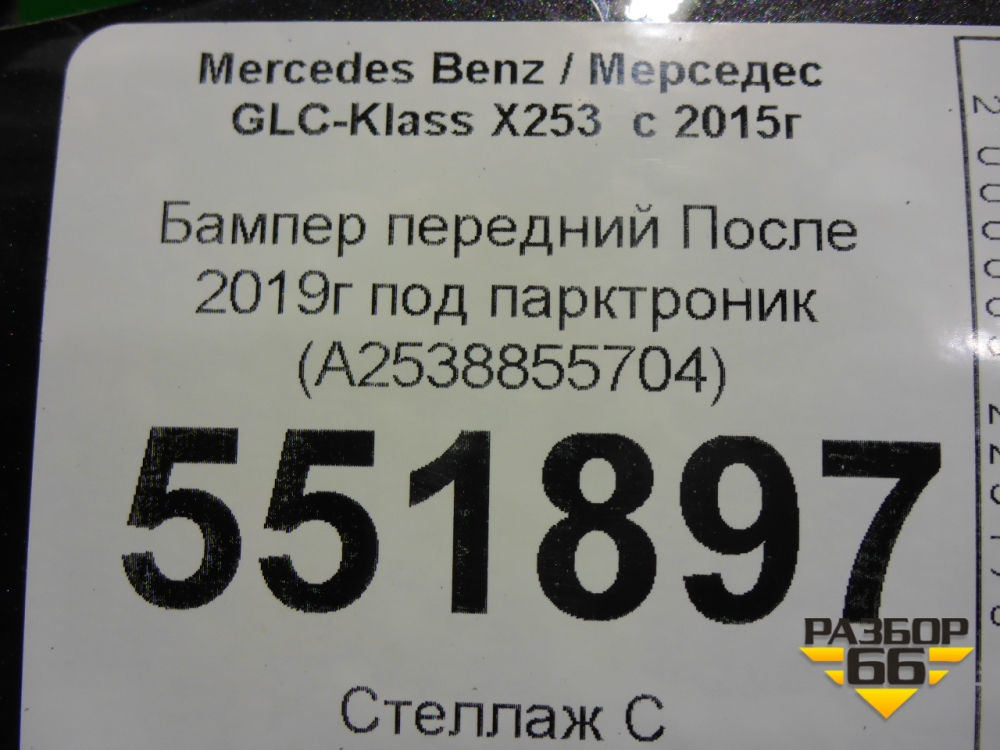 Mercedes Benz / Мерседес
GLC-Klass X253 с 2015г
Бампер передний После
2019г под парктроник
(A2538855704)
551897
Стеллаж С
РАЗБОР
66